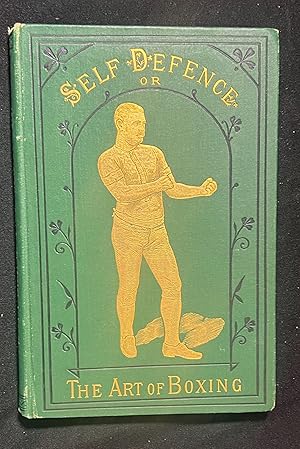 SELF DEFENCE
OR
THE ART OF BOXING